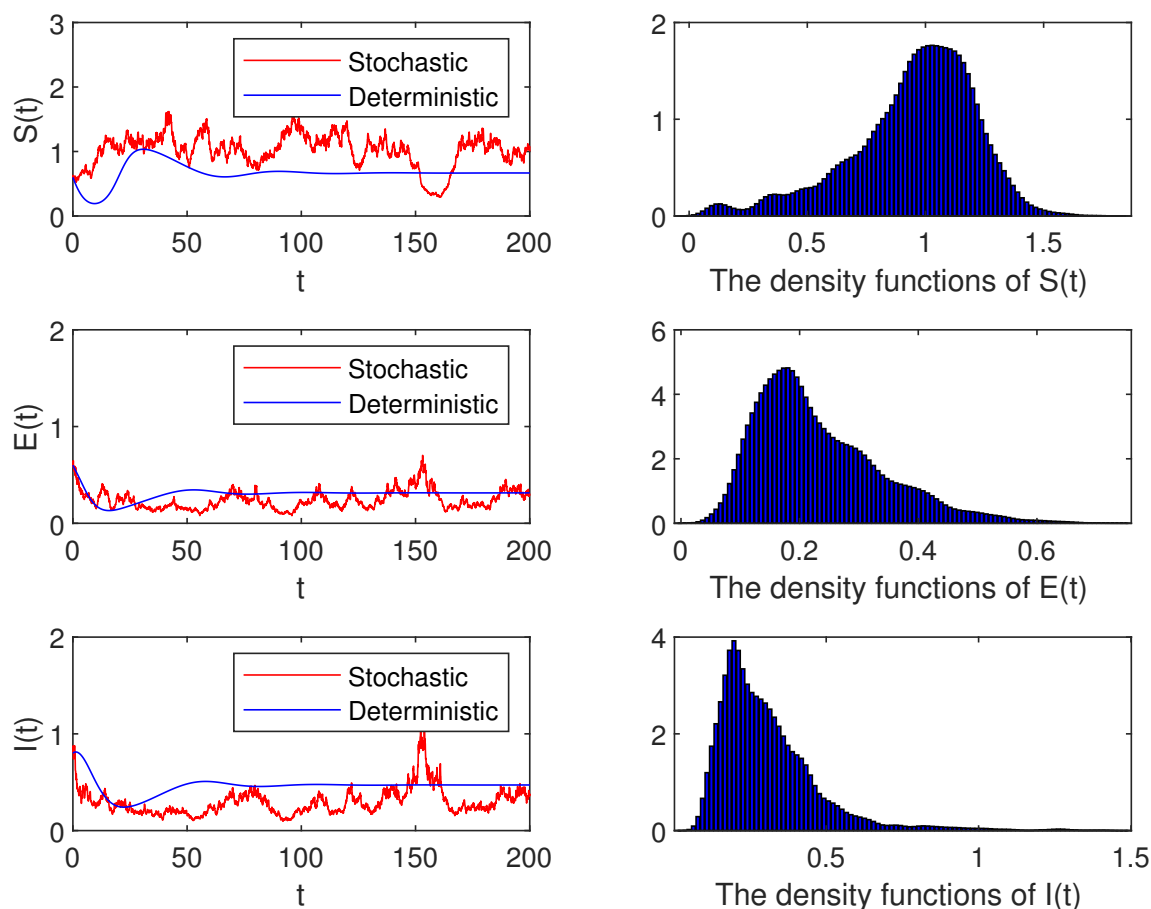 3
2
1
0
S(t)
Stochastic
Deterministic
0 50 100 150 200
t
2
1
0
0 0.5 1 1.5
The density functions of S(t)
2
1
0
E(t)
Stochastic
Deterministic
0 50 100 150 200
t
6
4
2
0
0 0.2 0.4 0.6
The density functions of E(t)
2
1
0
I(t)
Stochastic
Deterministic
0 50 100 150 200
t
4
2
0
0.5 1 1.5
The density functions of I(t)